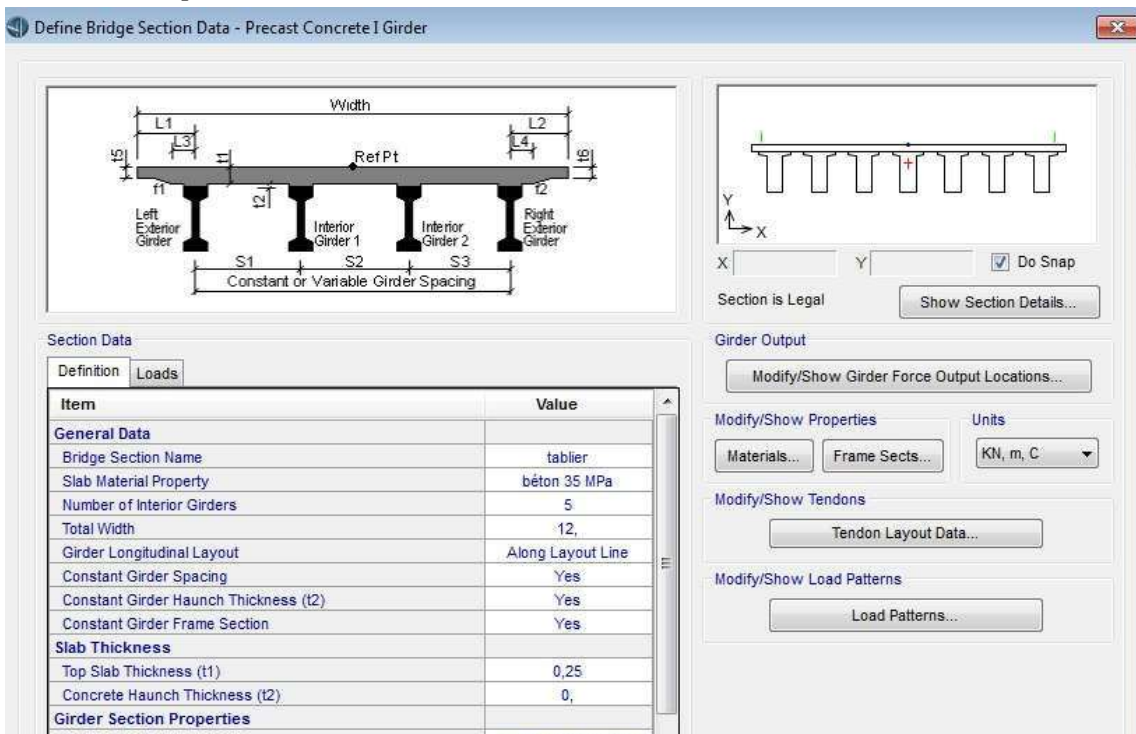 Define Bridge Section Data - Precast Concrete I Girder
Width
L1
L2
L3
L4
t5
t1
RefPt
t6
f1
t2
f2
Left
Exterior
Girder
Interior
Girder 1
Interior
Girder 2
Right
Exterior
Girder
S1
S2
S3
Constant or Variable Girder Spacing
Y
X
X
Y
Do Snap
Section is Legal
Show Section Details...
Section Data
Definition
Loads
Item Value
General Data
Bridge Section Name tablier
Slab Material Property béton 35 MPa
Number of Interior Girders 5
Total Width 12,
Girder Longitudinal Layout Along Layout Line
Constant Girder Spacing Yes
Constant Girder Haunch Thickness (t2) Yes
Constant Girder Frame Section Yes
Slab Thickness
Top Slab Thickness (t1) 0,25
Concrete Haunch Thickness (t2) 0,
Girder Section Properties
Girder Output
Modify/Show Girder Force Output Locations...
Modify/Show Properties
Materials...
Frame Sects...
Units
KN, m, C
Modify/Show Tendons
Tendon Layout Data...
Modify/Show Load Patterns
Load Patterns...